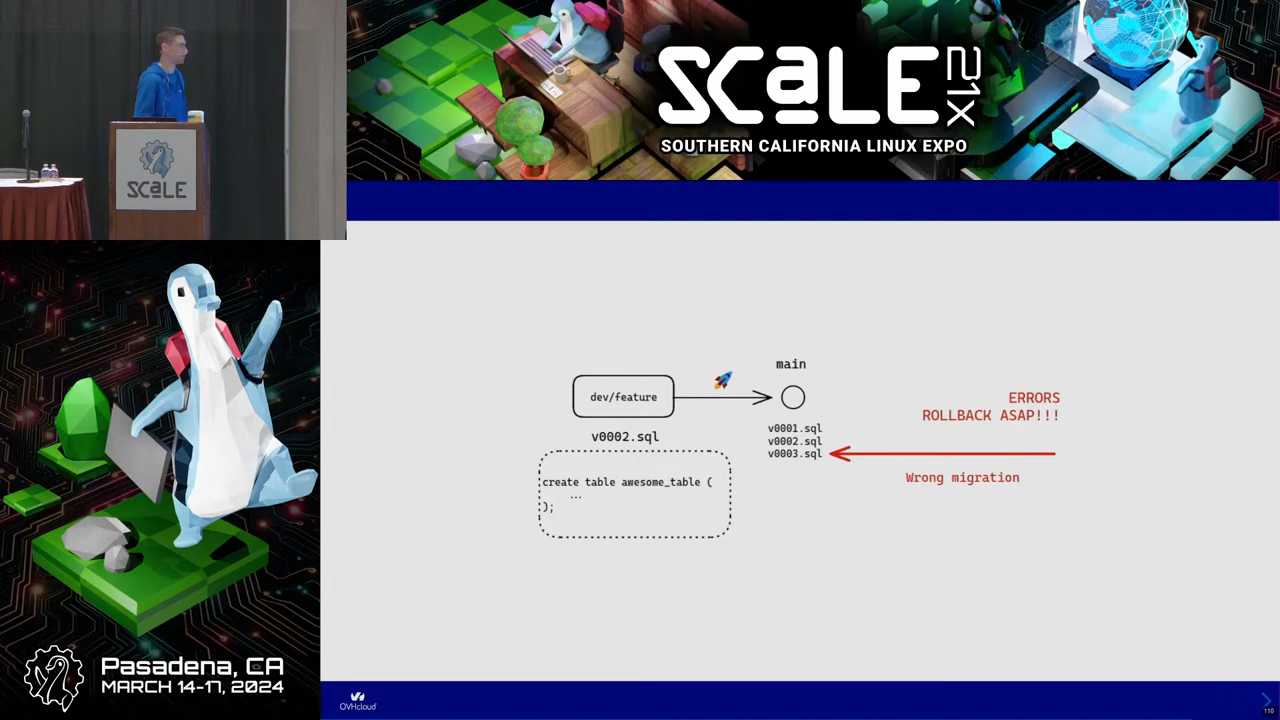 SCALE
21X
SOUTHERN CALIFORNIA LINUX EXPO
SCALE
main
dev/feature
v0002.sql
v0001.sql
v0002.sql
v0003.sql
create table awesome_table (
...
);
ERRORS
ROLLBACK ASAP!!!
Wrong migration
Pasadena, CA
MARCH 14-17, 2024
OVHcloud
110